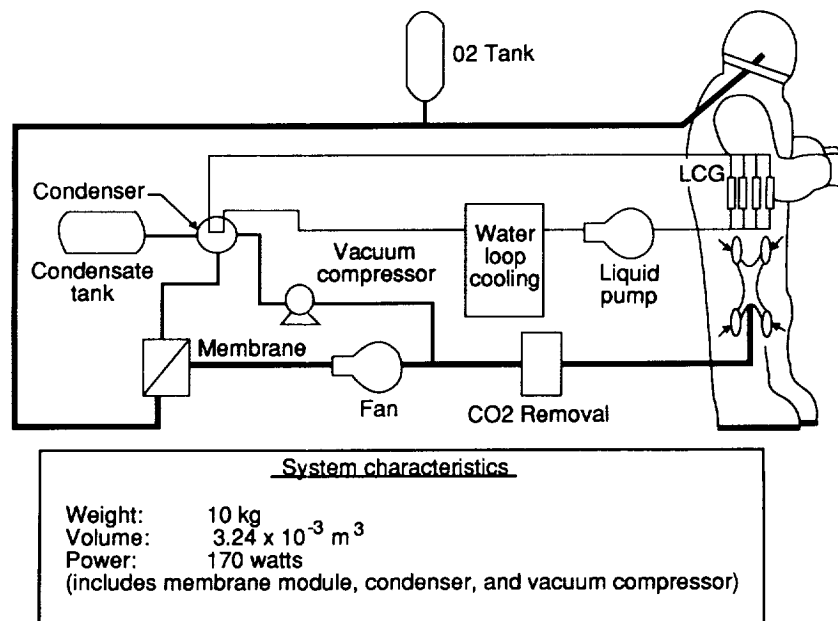 02 Tank
LCG
Condenser
Condensate
tank
Vacuum
compressor
Water
loop
cooling
Liquid
pump
Membrane
Fan
CO2 Removal
System characteristics
Weight: 10 kg
Volume: 3.24 x 10⁻³ m³
Power: 170 watts
(includes membrane module, condenser, and vacuum compressor)